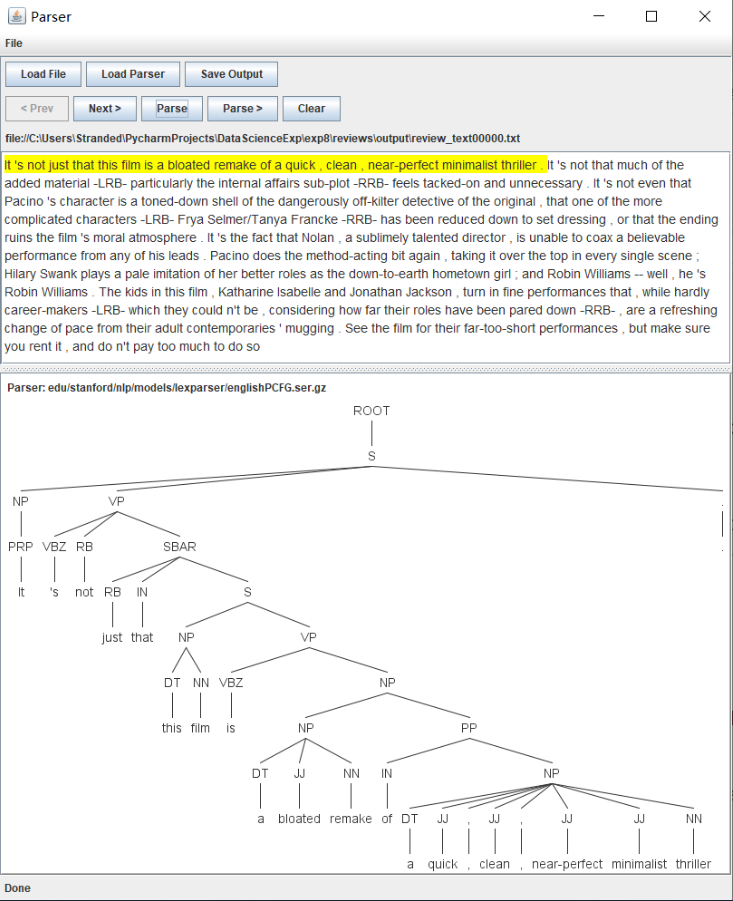 Parser
File
Load File Load Parser Save Output
< Prev Next > Parse Parse > Clear
file://C:\Users\Stranded\PycharmProjects\DataScienceExp\exp8\reviews\output\review_text00000.txt
It 's not just that this film is a bloated remake of a quick , clean , near-perfect minimalist thriller . It 's not that much of the
added material -LRB- particularly the internal affairs sub-plot -RRB- feels tacked-on and unnecessary . It 's not even that
Pacino 's character is a toned-down shell of the dangerously off-kilter detective of the original , that one of the more
complicated characters -LRB- Frya Selmer/Tanya Francke -RRB- has been reduced down to set dressing , or that the ending
ruins the film 's moral atmosphere . It 's the fact that Nolan , a sublimely talented director , is unable to coax a believable
performance from any of his leads . Pacino does the method-acting bit again , taking it over the top in every single scene ;
Hilary Swank plays a pale imitation of her better roles as the down-to-earth hometown girl ; and Robin Williams -- well , he 's
Robin Williams . The kids in this film , Katharine Isabelle and Jonathan Jackson , turn in fine performances that , while hardly
career-makers -LRB- which they could n't be , considering how far their roles have been pared down -RRB- , are a refreshing
change of pace from their adult contemporaries ' mugging . See the film for their far-too-short performances , but make sure
you rent it , and do n't pay too much to do so
Parser: edu/stanford/nlp/models/lexparser/englishPCFG.ser.gz
ROOT
S
NP VP .
PRP VBZ RB SBAR .
It 's not RB IN S
just that NP VP
DT NN VBZ NP
this film is NP PP
DT JJ NN IN NP
a bloated remake of DT JJ , JJ , JJ JJ NN
a quick , clean , near-perfect minimalist thriller
Done